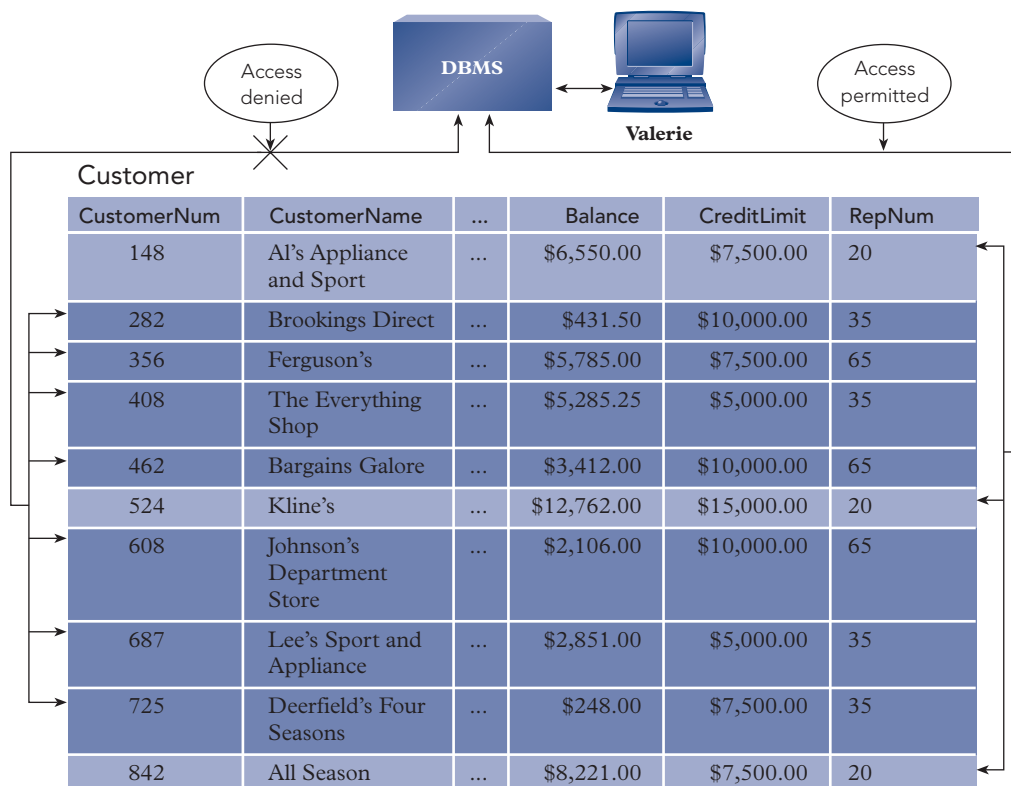 Access
denied
DBMS
Valerie
Access
permitted
Customer
CustomerNum CustomerName ... Balance CreditLimit RepNum
148 Al's Appliance ... $6,550.00 $7,500.00 20
and Sport
282 Brookings Direct ... $431.50 $10,000.00 35
356 Ferguson's ... $5,785.00 $7,500.00 65
408 The Everything ... $5,285.25 $5,000.00 35
Shop
462 Bargains Galore ... $3,412.00 $10,000.00 65
524 Kline's ... $12,762.00 $15,000.00 20
608 Johnson's ... $2,106.00 $10,000.00 65
Department
Store
687 Lee's Sport and ... $2,851.00 $5,000.00 35
Appliance
725 Deerfield's Four ... $248.00 $7,500.00 35
Seasons
842 All Season ... $8,221.00 $7,500.00 20